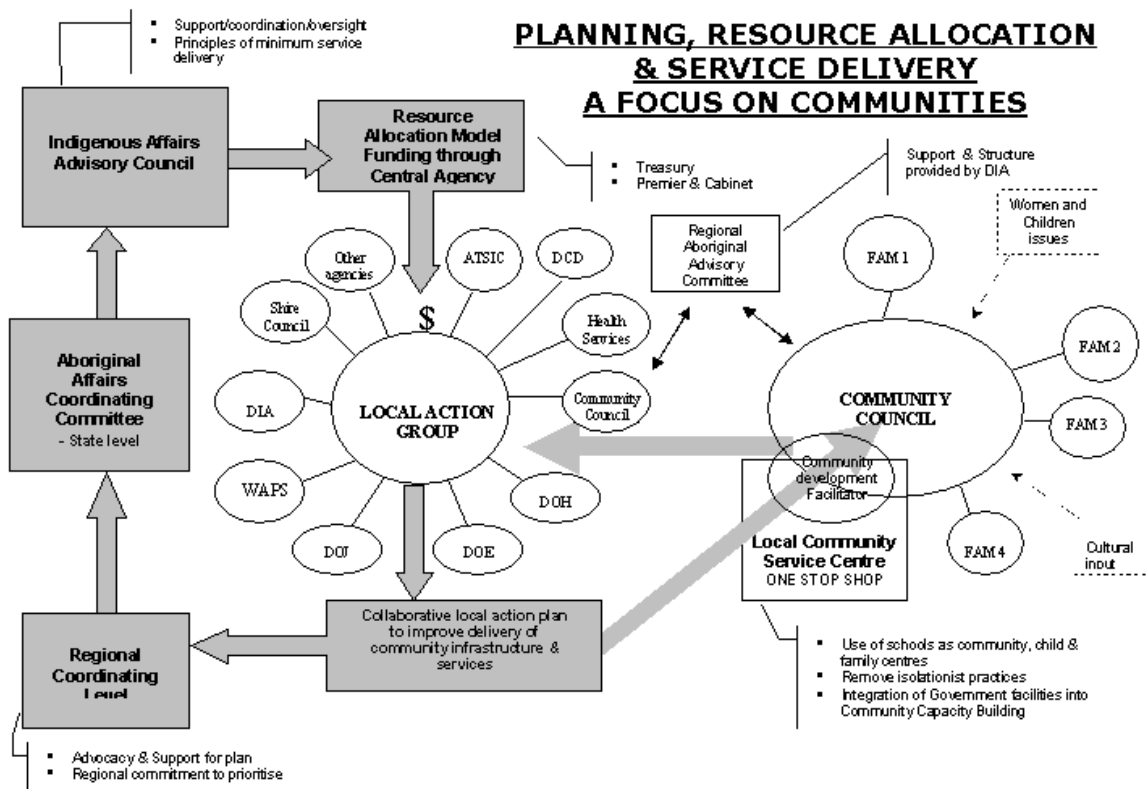 PLANNING, RESOURCE ALLOCATION
& SERVICE DELIVERY
A FOCUS ON COMMUNITIES
▪ Support/coordination/oversight
▪ Principles of minimum service
delivery
Indigenous Affairs
Advisory Council
Resource
Allocation Model
Funding through
Central Agency
▪ Treasury
▪ Premier & Cabinet
Support & Structure
provided by DIA
Women and
Children
issues
Regional
Aboriginal
Advisory
Committee
Other
agencies
ATSIC
DCD
Shire
Council
$
Health
Services
FAM 1
FAM 2
Aboriginal
Affairs
Coordinating
Committee
- State level
DIA
LOCAL ACTION
GROUP
Community
Council
COMMUNITY
COUNCIL
FAM 3
WAPS
DOH
Community
development
Facilitator
DOJ
DOE
Local Community
Service Centre
ONE STOP SHOP
FAM 4
Cultural
inout
Regional
Coordinating
Level
Collaborative local action plan
to improve delivery of
community infrastructure &
services
▪ Use of schools as community, child &
family centres
▪ Remove isolationist practices
▪ Integration of Government facilities into
Community Capacity Building
▪ Advocacy & Support for plan
▪ Regional commitment to prioritise